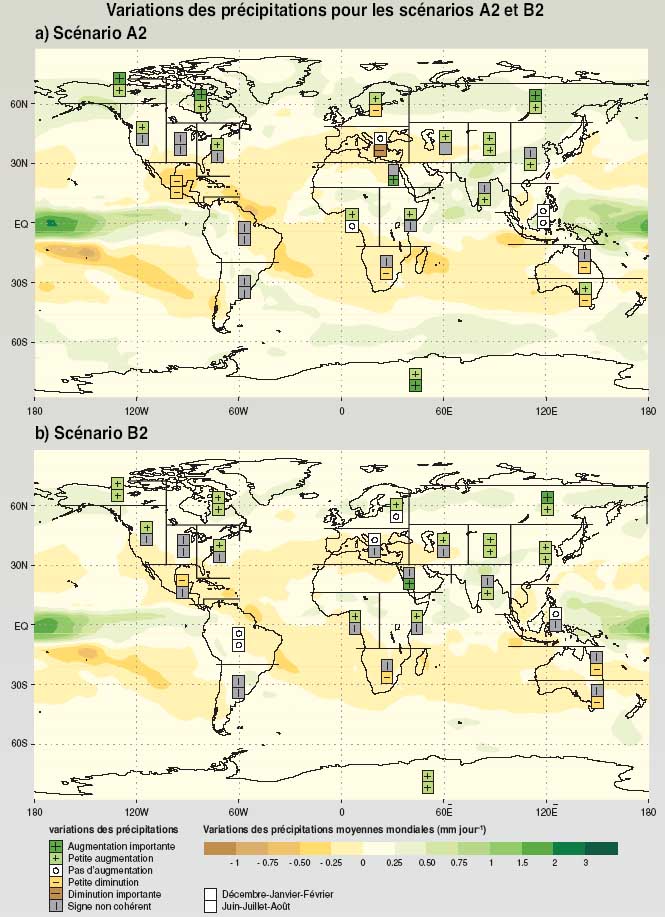 Variations des précipitations pour les scénarios A2 et B2
a) Scénario A2
60N
30N
EQ
30S
60S
180 120W 60W 0 60E 120E 180
b) Scénario B2
60N
30N
EQ
30S
60S
180 120W 60W 0 60E 120E 180
variations des précipitations
Augmentation importante
Petite augmentation
Pas d'augmentation
Petite diminution
Diminution importante
Signe non cohérent
Variations des précipitations moyennes mondiales (mm jour⁻¹)
- 1 - 0.75 - 0.50 - 0.25 0 0.25 0.50 0.75 1 1.5 2 3
Décembre-Janvier-Février
Juin-Juillet-Août